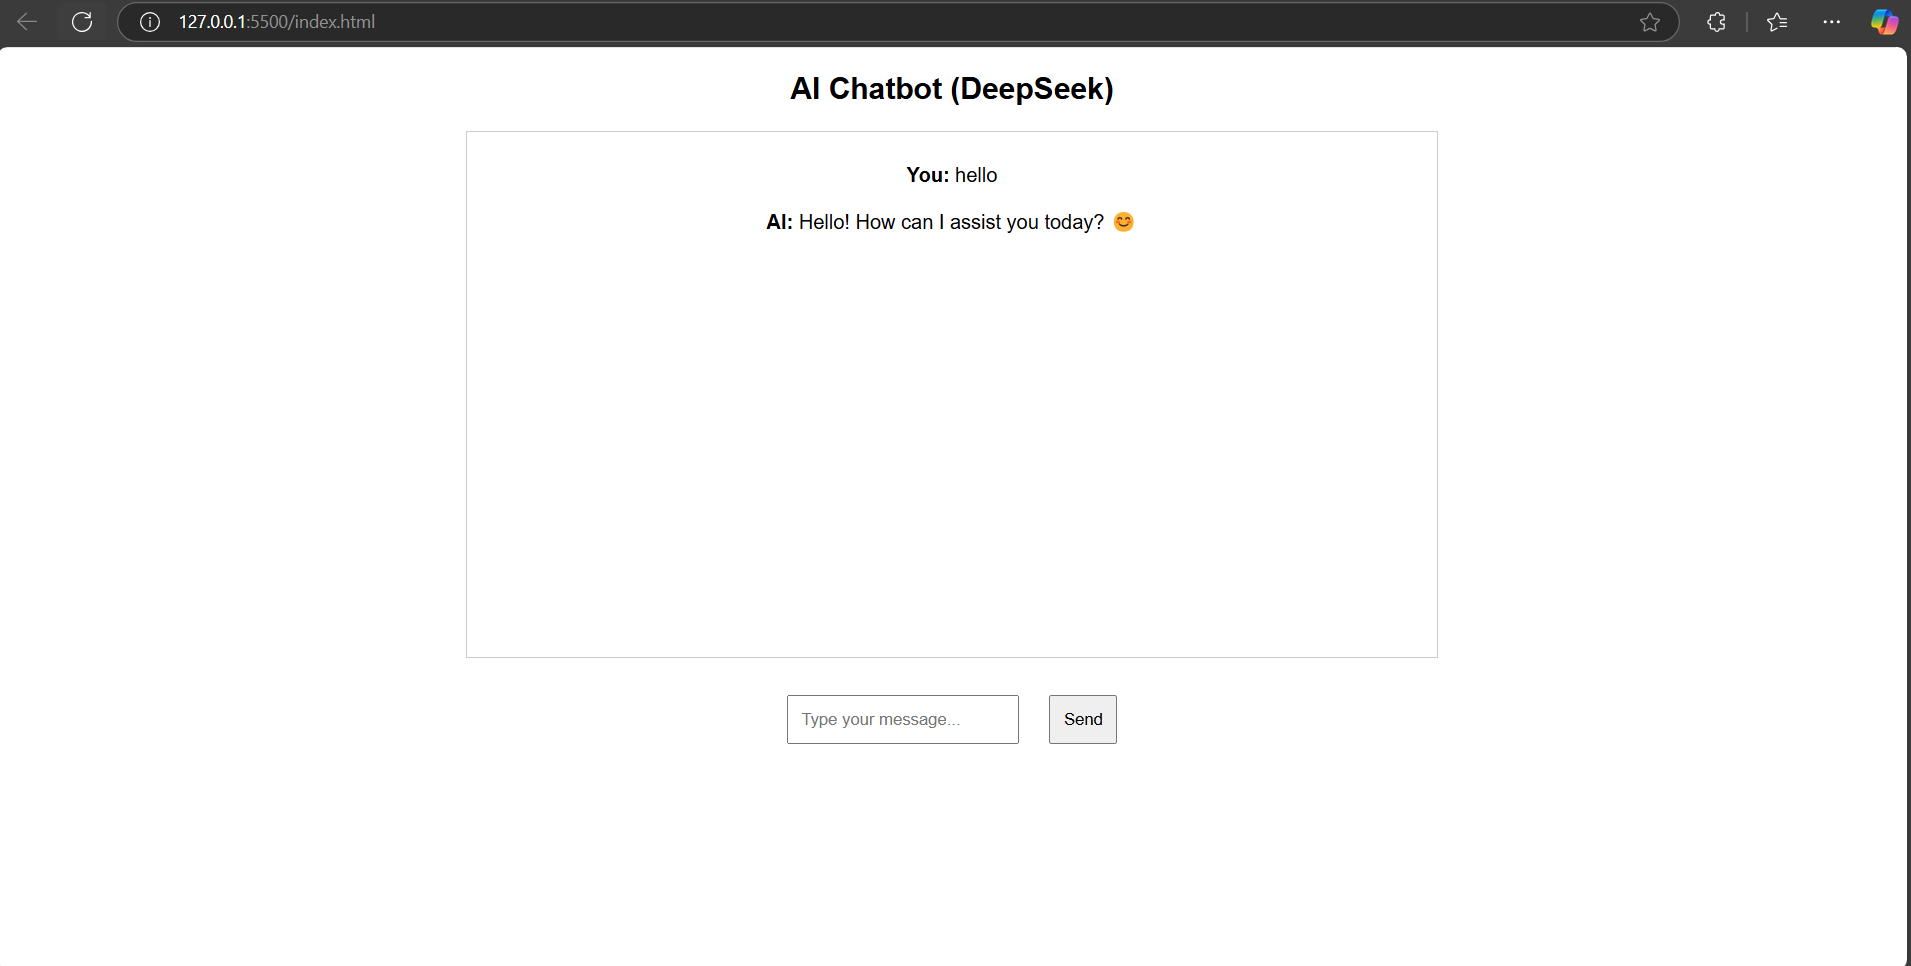 127.0.0.1:5500/index.html
AI Chatbot (DeepSeek)
You: hello
AI: Hello! How can I assist you today? 😊
Type your message...
Send